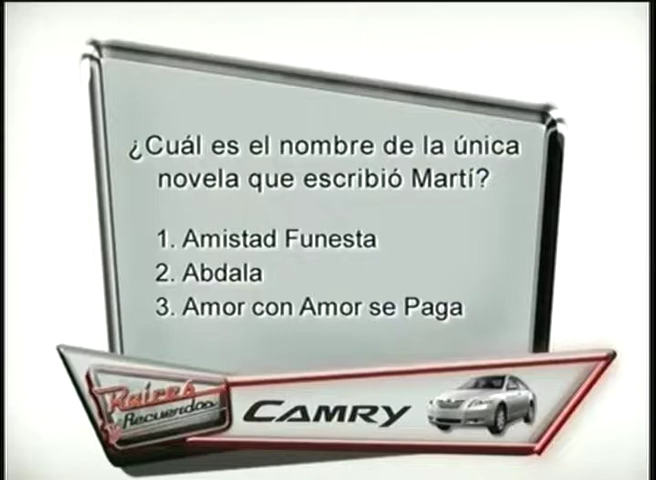 ¿Cuál es el nombre de la única
novela que escribió Martí?
1. Amistad Funesta
2. Abdala
3. Amor con Amor se Paga
Raíces
y Recuerdos
CAMRY